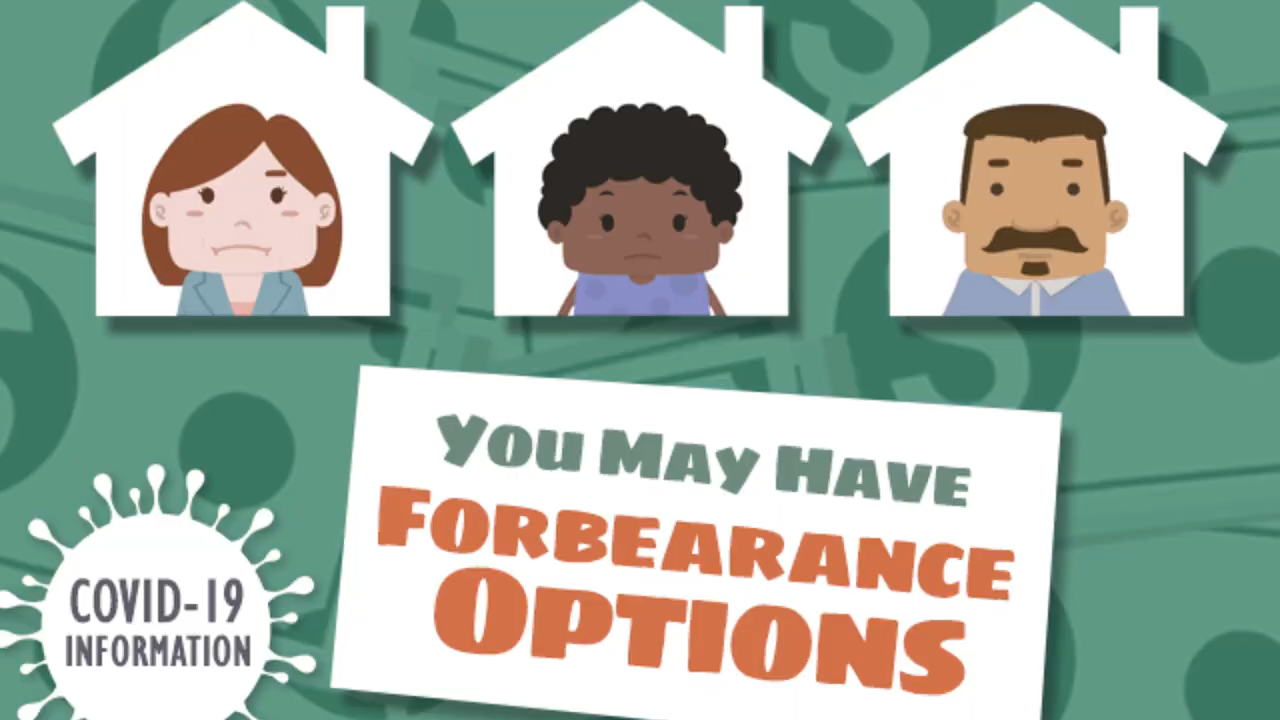 You May Have
Forbearance
Options
COVID-19
INFORMATION